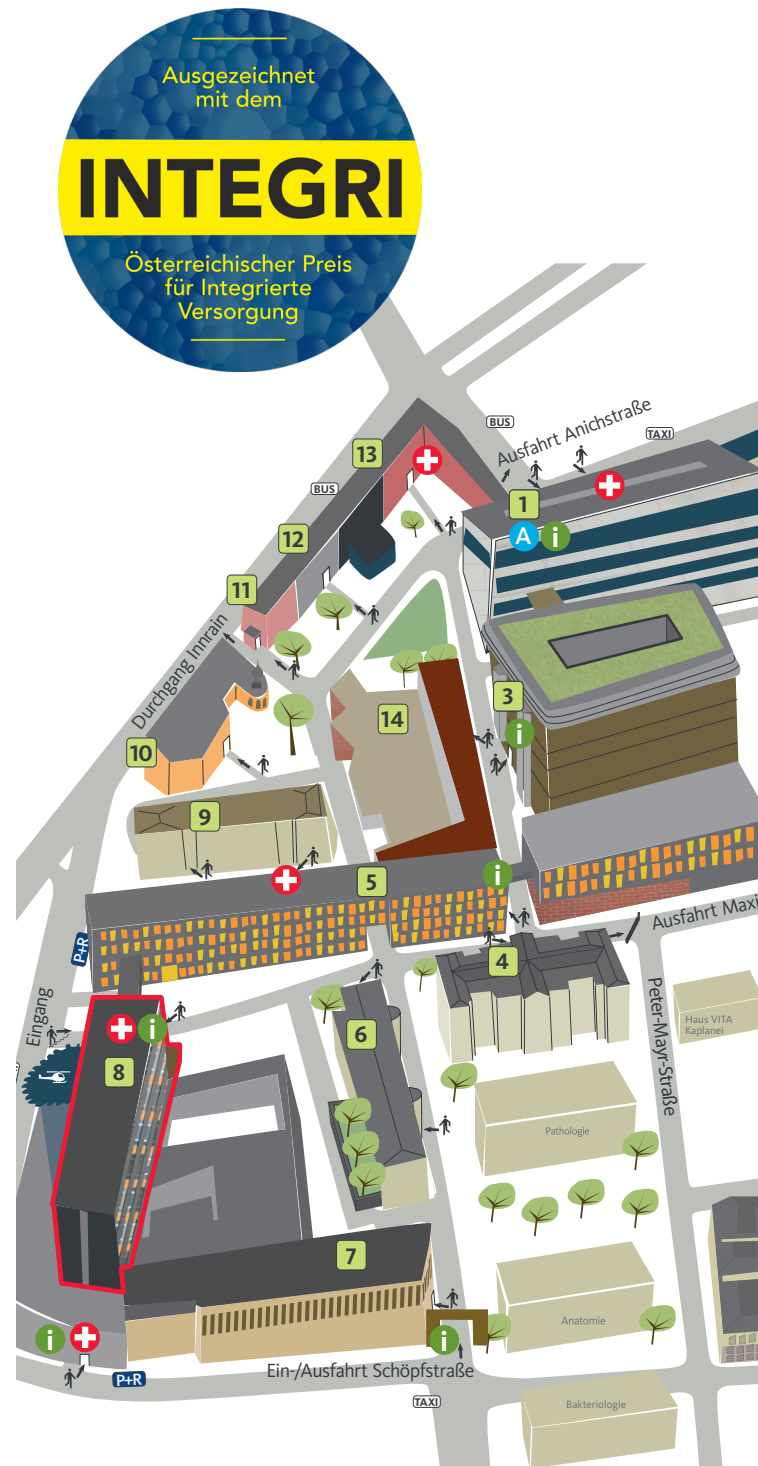 Ausgezeichnet
mit dem
INTEGRI
Österreichischer Preis
für Integrierte
Versorgung
BUS
Ausfahrt Anichstraße
TAXI
13
BUS
1
A i
12
11
Durchgang Innrain
3
i
14
10
9
5
i
P+R
Ausfahrt Maxi
4
Eingang
6
Peter-Mayr-Straße
Haus VITA
Kaplanei
i
8
Pathologie
7
Anatomie
i
i
Ein-/Ausfahrt Schöpfstraße
P+R
TAXI
Bakteriologie